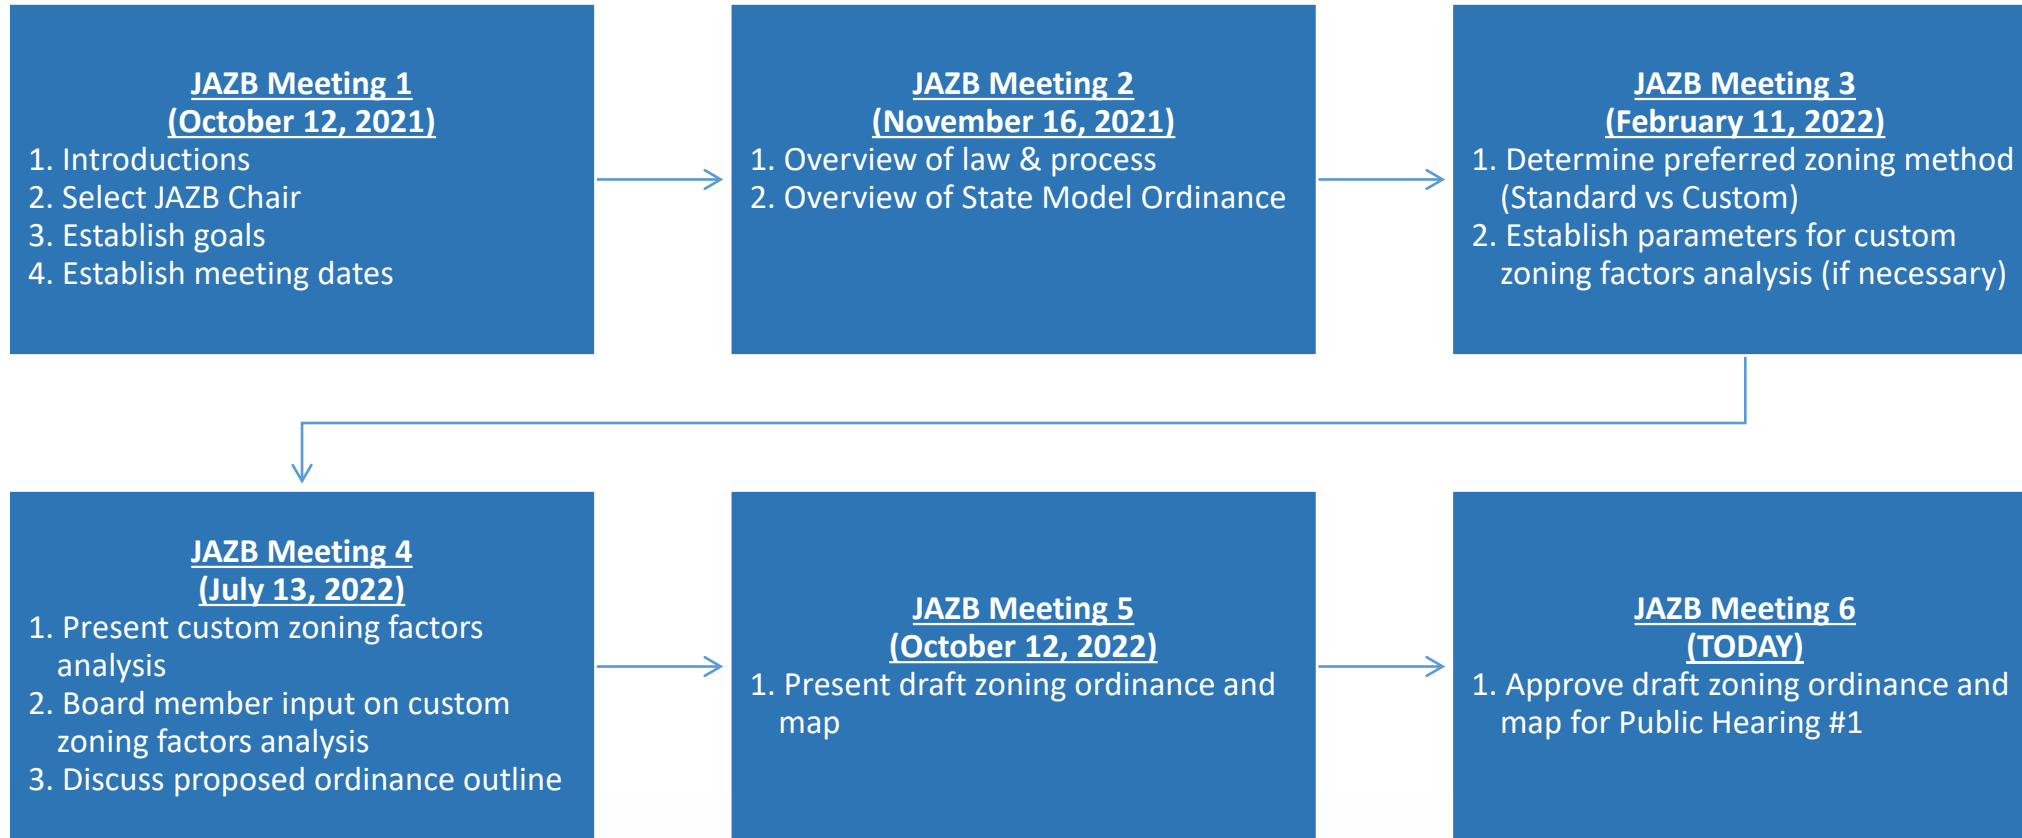 JAZB Meeting 1
(October 12, 2021)
1. Introductions
2. Select JAZB Chair
3. Establish goals
4. Establish meeting dates
JAZB Meeting 2
(November 16, 2021)
1. Overview of law & process
2. Overview of State Model Ordinance
JAZB Meeting 3
(February 11, 2022)
1. Determine preferred zoning method
(Standard vs Custom)
2. Establish parameters for custom
zoning factors analysis (if necessary)
JAZB Meeting 4
(July 13, 2022)
1. Present custom zoning factors
analysis
2. Board member input on custom
zoning factors analysis
3. Discuss proposed ordinance outline
JAZB Meeting 5
(October 12, 2022)
1. Present draft zoning ordinance and
map
JAZB Meeting 6
(TODAY)
1. Approve draft zoning ordinance and
map for Public Hearing #1